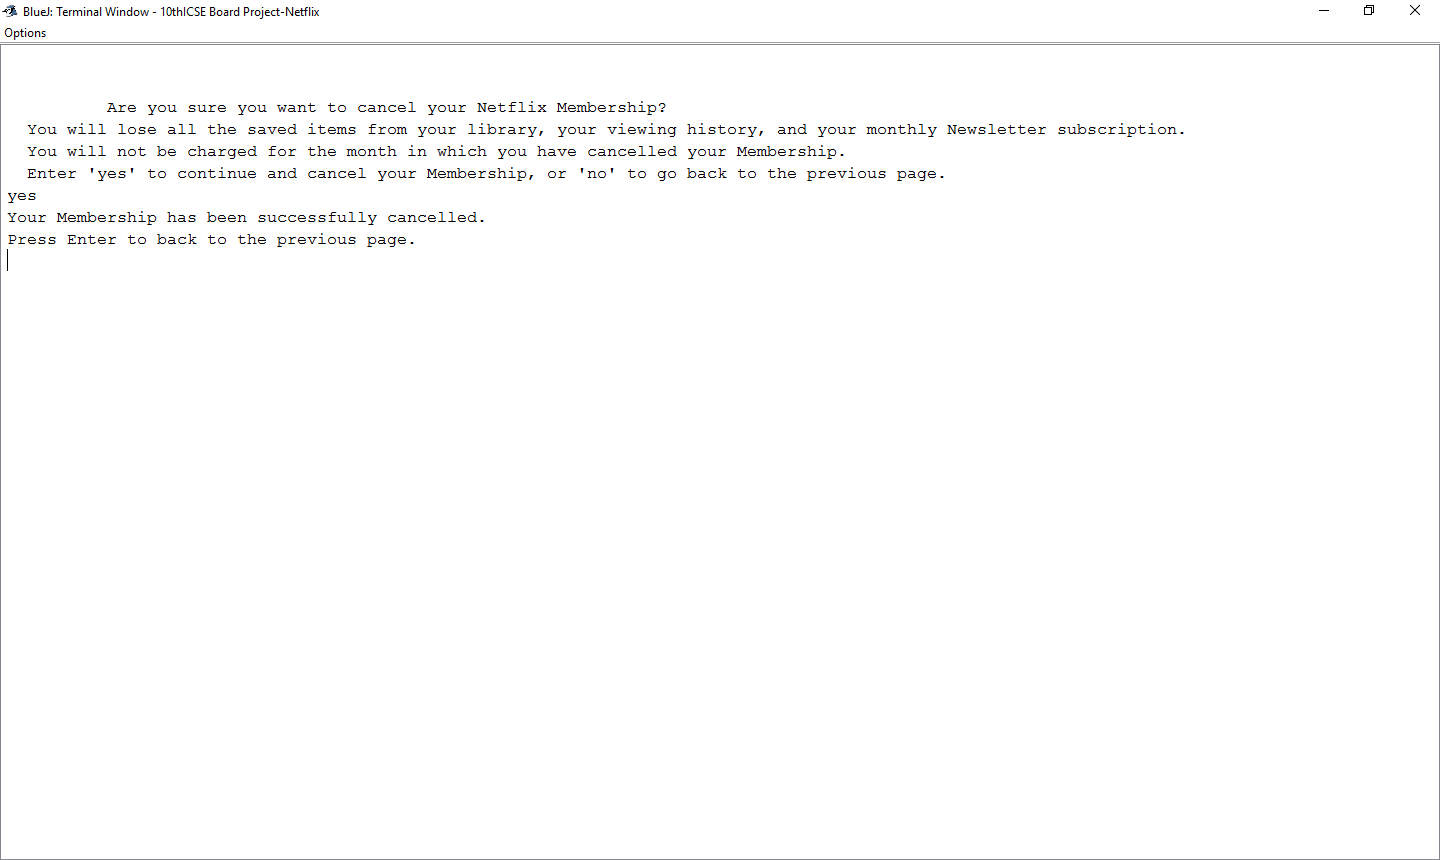 BlueJ: Terminal Window - 10thICSE Board Project-Netflix
Options
Are you sure you want to cancel your Netflix Membership?
You will lose all the saved items from your library, your viewing history, and your monthly Newsletter subscription.
You will not be charged for the month in which you have cancelled your Membership.
Enter 'yes' to continue and cancel your Membership, or 'no' to go back to the previous page.
yes
Your Membership has been successfully cancelled.
Press Enter to back to the previous page.